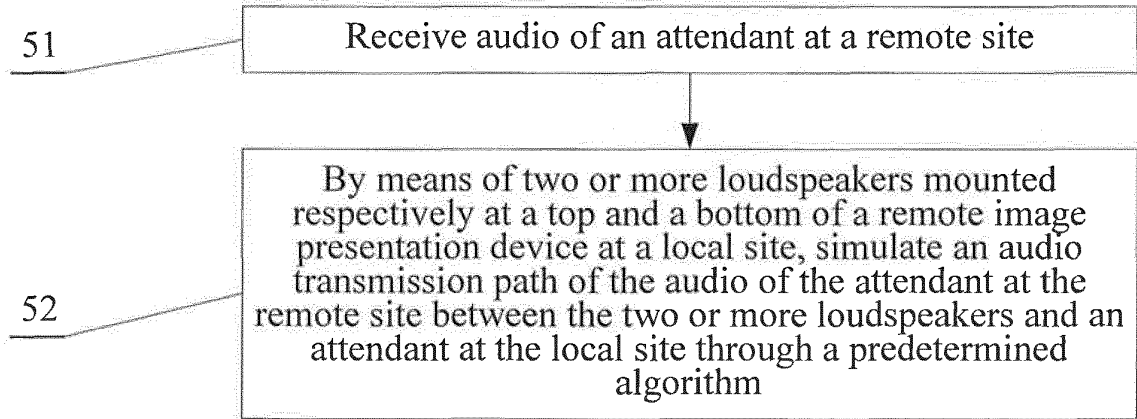 51
Receive audio of an attendant at a remote site
52
By means of two or more loudspeakers mounted
respectively at a top and a bottom of a remote image
presentation device at a local site, simulate an audio
transmission path of the audio of the attendant at the
remote site between the two or more loudspeakers and an
attendant at the local site through a predetermined
algorithm